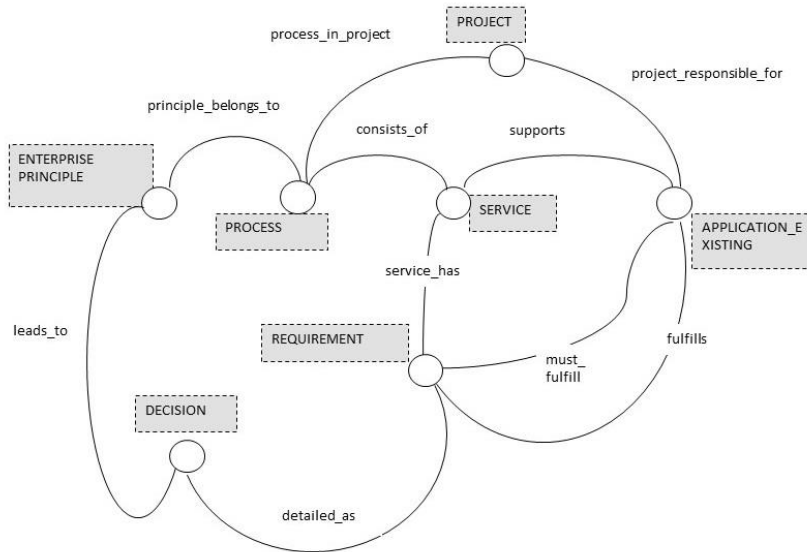 PROJECT
process_in_project
project_responsible_for
principle_belongs_to
consists_of
supports
ENTERPRISE
PRINCIPLE
PROCESS
SERVICE
APPLICATION_E
XISTING
service_has
leads_to
REQUIREMENT
must_
fulfill
fulfills
DECISION
detailed_as